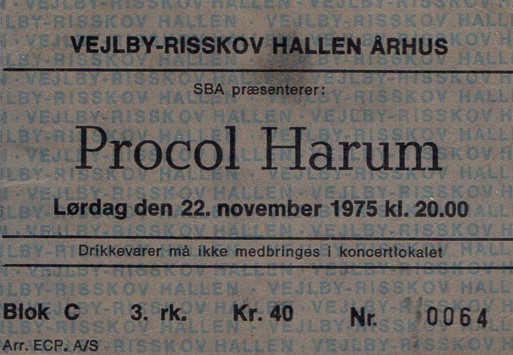 VEJLBY-RISSKOV HALLEN ÅRHUS
SBA præsenterer:
Procol Harum
Lørdag den 22. november 1975 kl. 20.00
Drikkevarer må ikke medbringes i koncertlokalet
Blok C 3. rk. Kr. 40 Nr. 0064
Arr. ECP. A/S